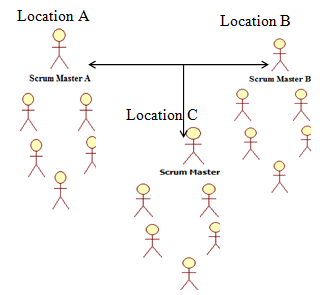 Location A
Location B
Scrum Master A
Scrum Master B
Location C
Scrum Master